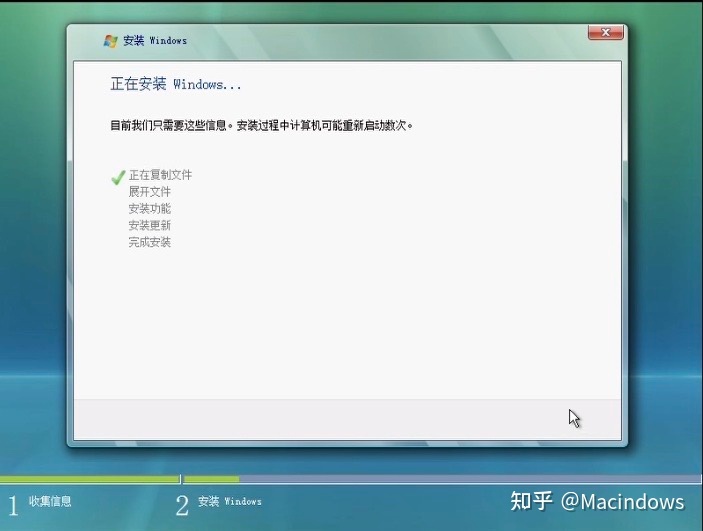 安装 Windows
正在安装 Windows...
目前我们只需要这些信息。安装过程中计算机可能重新启动数次。
正在复制文件
展开文件
安装功能
安装更新
完成安装
1 收集信息
2 安装 Windows
知乎 @Macindows